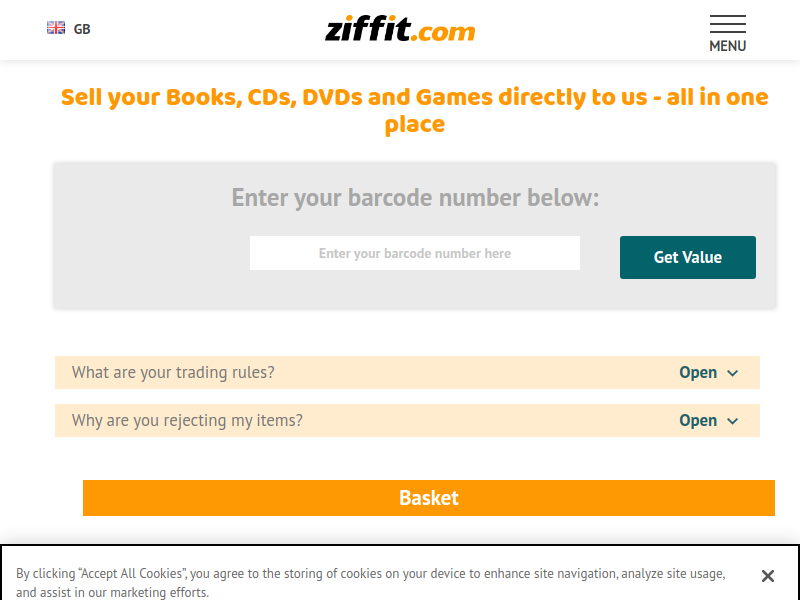 GB
ziffit.com
MENU
Sell your Books, CDs, DVDs and Games directly to us - all in one
place
Enter your barcode number below:
Enter your barcode number here
Get Value
What are your trading rules?
Open
Why are you rejecting my items?
Open
Basket
By clicking “Accept All Cookies”, you agree to the storing of cookies on your device to enhance site navigation, analyze site usage,
and assist in our marketing efforts.